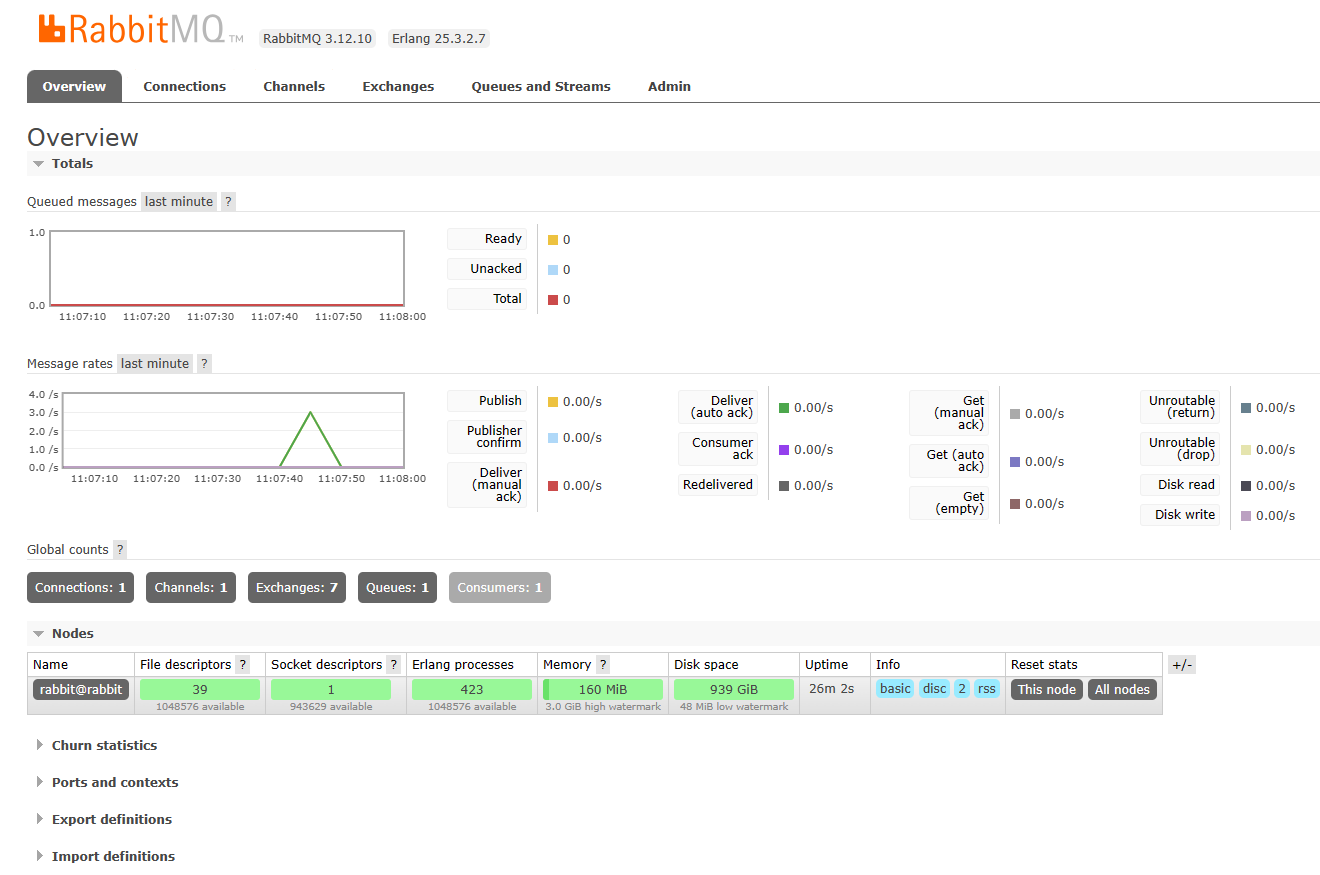 RabbitMQ TM RabbitMQ 3.12.10 Erlang 25.3.2.7
Overview Connections Channels Exchanges Queues and Streams Admin
Overview
Totals
Queued messages last minute ?
1.0
0.0
11:07:10 11:07:20 11:07:30 11:07:40 11:07:50 11:08:00
Ready 0
Unacked 0
Total 0
Message rates last minute ?
4.0 /s
3.0 /s
2.0 /s
1.0 /s
0.0 /s
11:07:10 11:07:20 11:07:30 11:07:40 11:07:50 11:08:00
Publish 0.00/s
Publisher
confirm 0.00/s
Deliver
(manual
ack) 0.00/s
Deliver
(auto ack) 0.00/s
Consumer
ack 0.00/s
Redelivered 0.00/s
Get
(manual
ack) 0.00/s
Get (auto
ack) 0.00/s
Get
(empty) 0.00/s
Unroutable
(return) 0.00/s
Unroutable
(drop) 0.00/s
Disk read 0.00/s
Disk write 0.00/s
Global counts ?
Connections: 1 Channels: 1 Exchanges: 7 Queues: 1 Consumers: 1
Nodes
Name File descriptors ? Socket descriptors ? Erlang processes Memory ? Disk space Uptime Info Reset stats +/-
rabbit@rabbit 39 1 423 160 MiB 939 GiB 26m 2s basic disc 2 rss This node All nodes
1048576 available 943629 available 1048576 available 3.0 GiB high watermark 48 MiB low watermark
Churn statistics
Ports and contexts
Export definitions
Import definitions